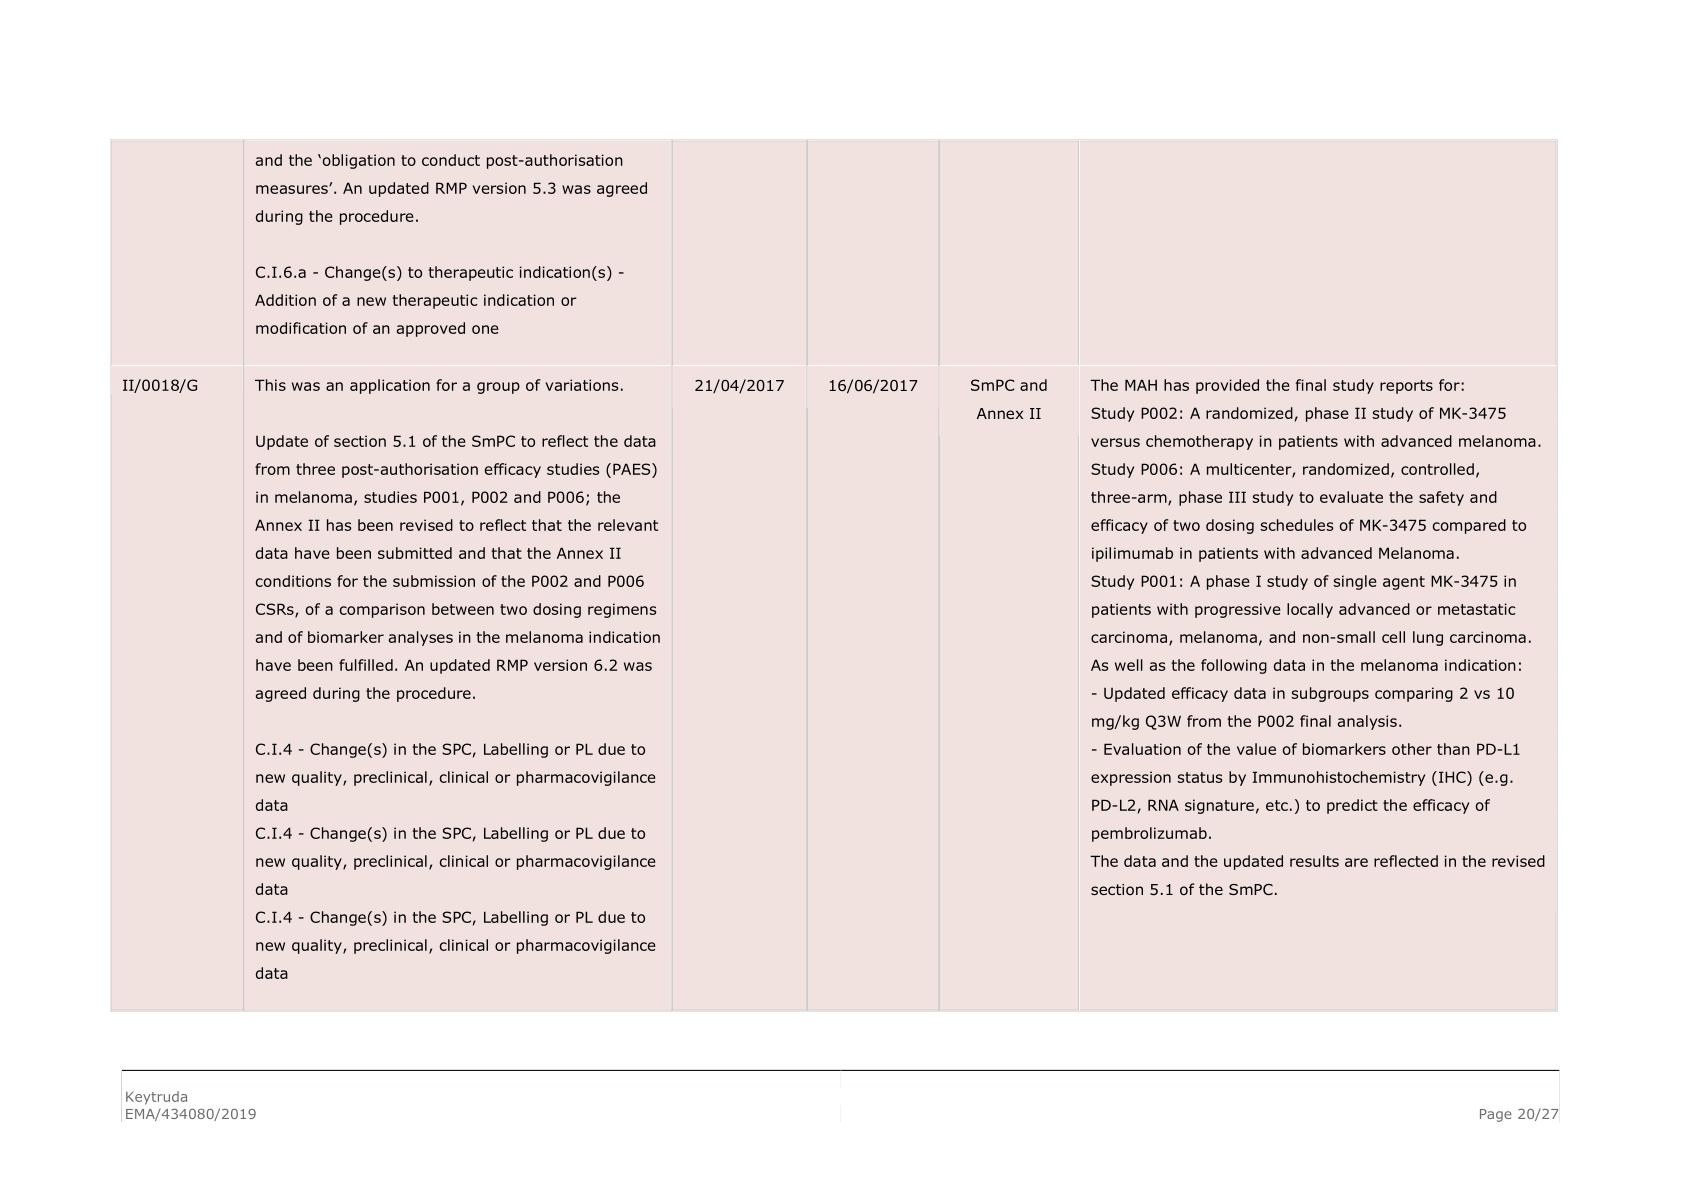 and the ‘obligation to conduct post-authorisation
measures’. An updated RMP version 5.3 was agreed
during the procedure.
C.I.6.a - Change(s) to therapeutic indication(s) -
Addition of a new therapeutic indication or
modification of an approved one
II/0018/G
This was an application for a group of variations.
Update of section 5.1 of the SmPC to reflect the data
from three post-authorisation efficacy studies (PAES)
in melanoma, studies P001, P002 and P006; the
Annex II has been revised to reflect that the relevant
data have been submitted and that the Annex II
conditions for the submission of the P002 and P006
CSRs, of a comparison between two dosing regimens
and of biomarker analyses in the melanoma indication
have been fulfilled. An updated RMP version 6.2 was
agreed during the procedure.
C.I.4 - Change(s) in the SPC, Labelling or PL due to
new quality, preclinical, clinical or pharmacovigilance
data
C.I.4 - Change(s) in the SPC, Labelling or PL due to
new quality, preclinical, clinical or pharmacovigilance
data
C.I.4 - Change(s) in the SPC, Labelling or PL due to
new quality, preclinical, clinical or pharmacovigilance
data
21/04/2017
16/06/2017
SmPC and
Annex II
The MAH has provided the final study reports for:
Study P002: A randomized, phase II study of MK-3475
versus chemotherapy in patients with advanced melanoma.
Study P006: A multicenter, randomized, controlled,
three-arm, phase III study to evaluate the safety and
efficacy of two dosing schedules of MK-3475 compared to
ipilimumab in patients with advanced Melanoma.
Study P001: A phase I study of single agent MK-3475 in
patients with progressive locally advanced or metastatic
carcinoma, melanoma, and non-small cell lung carcinoma.
As well as the following data in the melanoma indication:
- Updated efficacy data in subgroups comparing 2 vs 10
mg/kg Q3W from the P002 final analysis.
- Evaluation of the value of biomarkers other than PD-L1
expression status by Immunohistochemistry (IHC) (e.g.
PD-L2, RNA signature, etc.) to predict the efficacy of
pembrolizumab.
The data and the updated results are reflected in the revised
section 5.1 of the SmPC.
Keytruda
EMA/434080/2019
Page 20/27